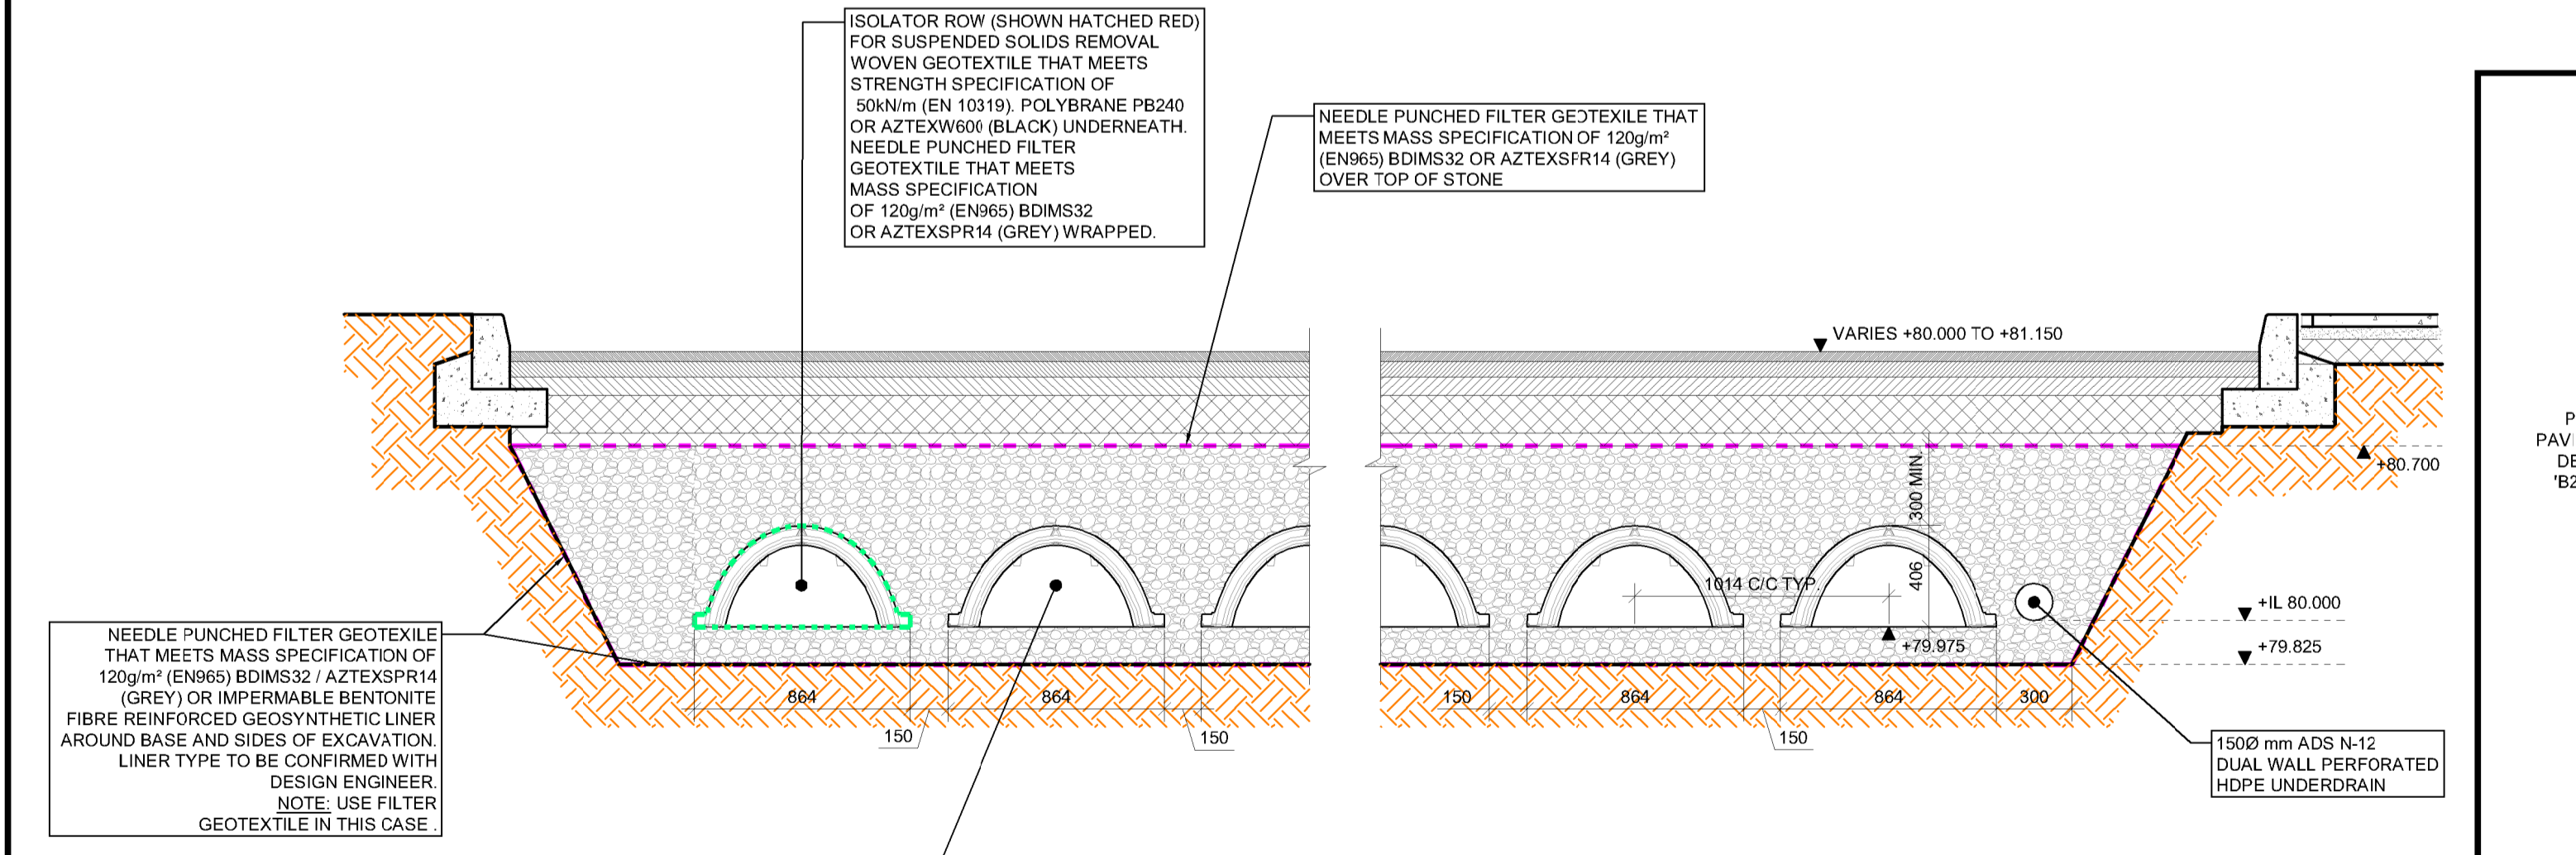 ISOLATOR ROW (SHOWN HATCHED RED)
FOR SUSPENDED SOLIDS REMOVAL
WOVEN GEOTEXTILE THAT MEETS
STRENGTH SPECIFICATION OF
50kN/m (EN 10319). POLYBRANE PB240
OR AZTEXW600 (BLACK) UNDERNEATH.
NEEDLE PUNCHED FILTER
GEOTEXTILE THAT MEETS
MASS SPECIFICATION
OF 120g/m² (EN965) BDIMS32
OR AZTEXSPR14 (GREY) WRAPPED.
NEEDLE PUNCHED FILTER GEOTEXILE THAT
MEETS MASS SPECIFICATION OF 120g/m²
(EN965) BDIMS32 OR AZTEXSPR14 (GREY)
OVER TOP OF STONE
VARIES +80.000 TO +81.150
P
PAV
DE
'B2
+80.700
300 MIN.
406
1014 C/C TYP.
+79.975
+IL 80.000
+79.825
NEEDLE PUNCHED FILTER GEOTEXILE
THAT MEETS MASS SPECIFICATION OF
120g/m² (EN965) BDIMS32 / AZTEXSPR14
(GREY) OR IMPERMABLE BENTONITE
FIBRE REINFORCED GEOSYNTHETIC LINER
AROUND BASE AND SIDES OF EXCAVATION.
LINER TYPE TO BE CONFIRMED WITH
DESIGN ENGINEER.
NOTE: USE FILTER
GEOTEXTILE IN THIS CASE .
864
864
150
864
864
300
150
150
150
150Ø mm ADS N-12
DUAL WALL PERFORATED
HDPE UNDERDRAIN